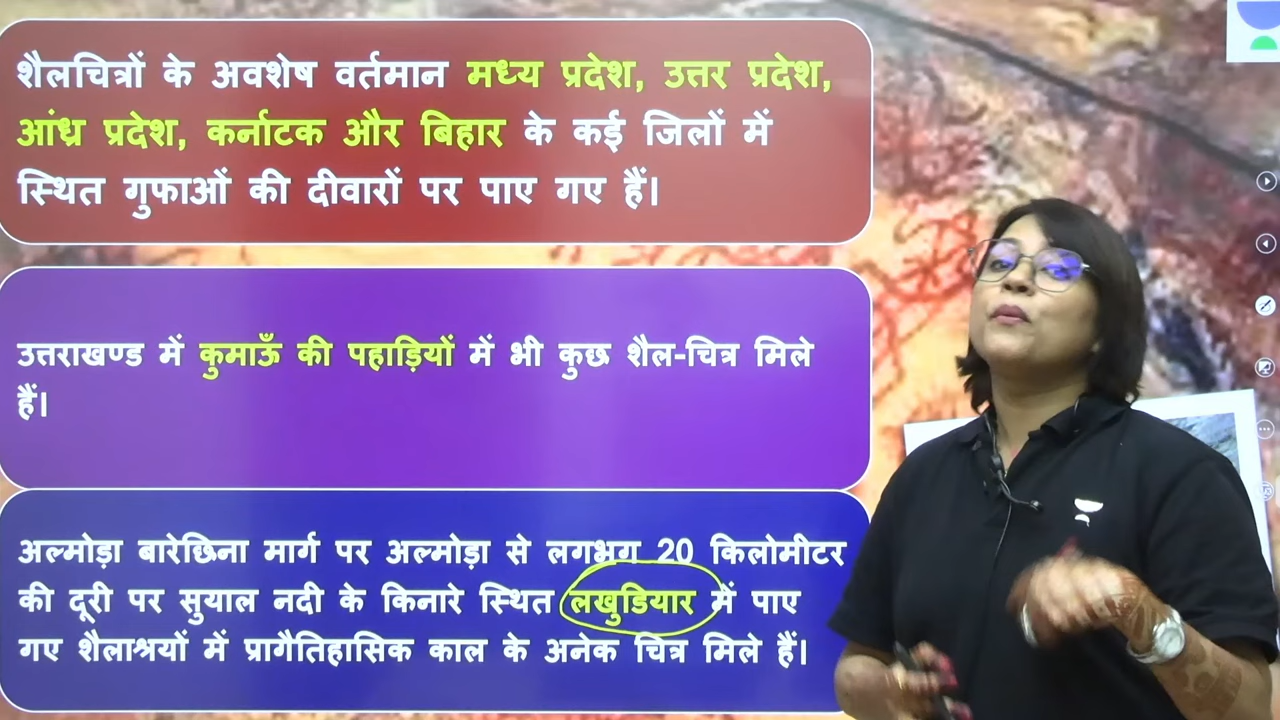 शैलचित्रों के अवशेष वर्तमान मध्य प्रदेश, उत्तर प्रदेश,
आंध्र प्रदेश, कर्नाटक और बिहार के कई जिलों में
स्थित गुफाओं की दीवारों पर पाए गए हैं।
उत्तराखण्ड में कुमाऊँ की पहाड़ियों में भी कुछ शैल-चित्र मिले
हैं।
अल्मोड़ा बारेछिना मार्ग पर अल्मोड़ा से लगभग 20 किलोमीटर
की दूरी पर सुयाल नदी के किनारे स्थित लखुडियार में पाए
गए शैलाश्रयों में प्रागैतिहासिक काल के अनेक चित्र मिले हैं।